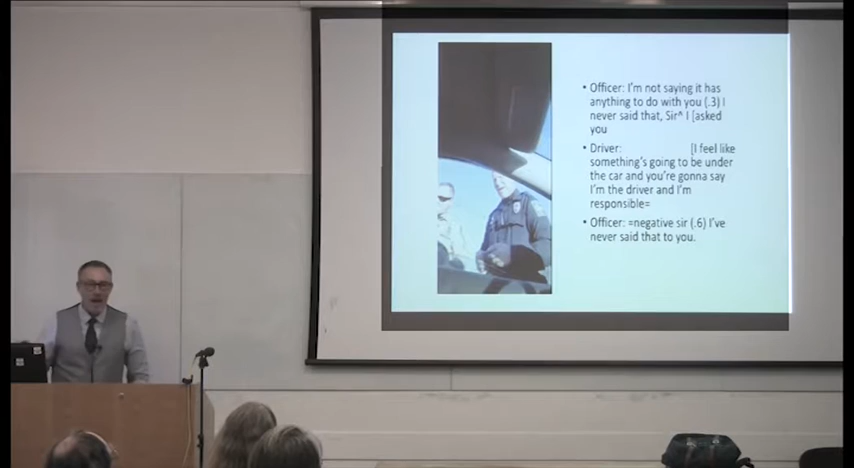 • Officer: I'm not saying it has
anything to do with you (.3) I
never said that, Sir^ I [asked
you
• Driver: [I feel like
something's going to be under
the car and you're gonna say
I'm the driver and I'm
responsible=
• Officer: =negative sir (.6) I've
never said that to you.